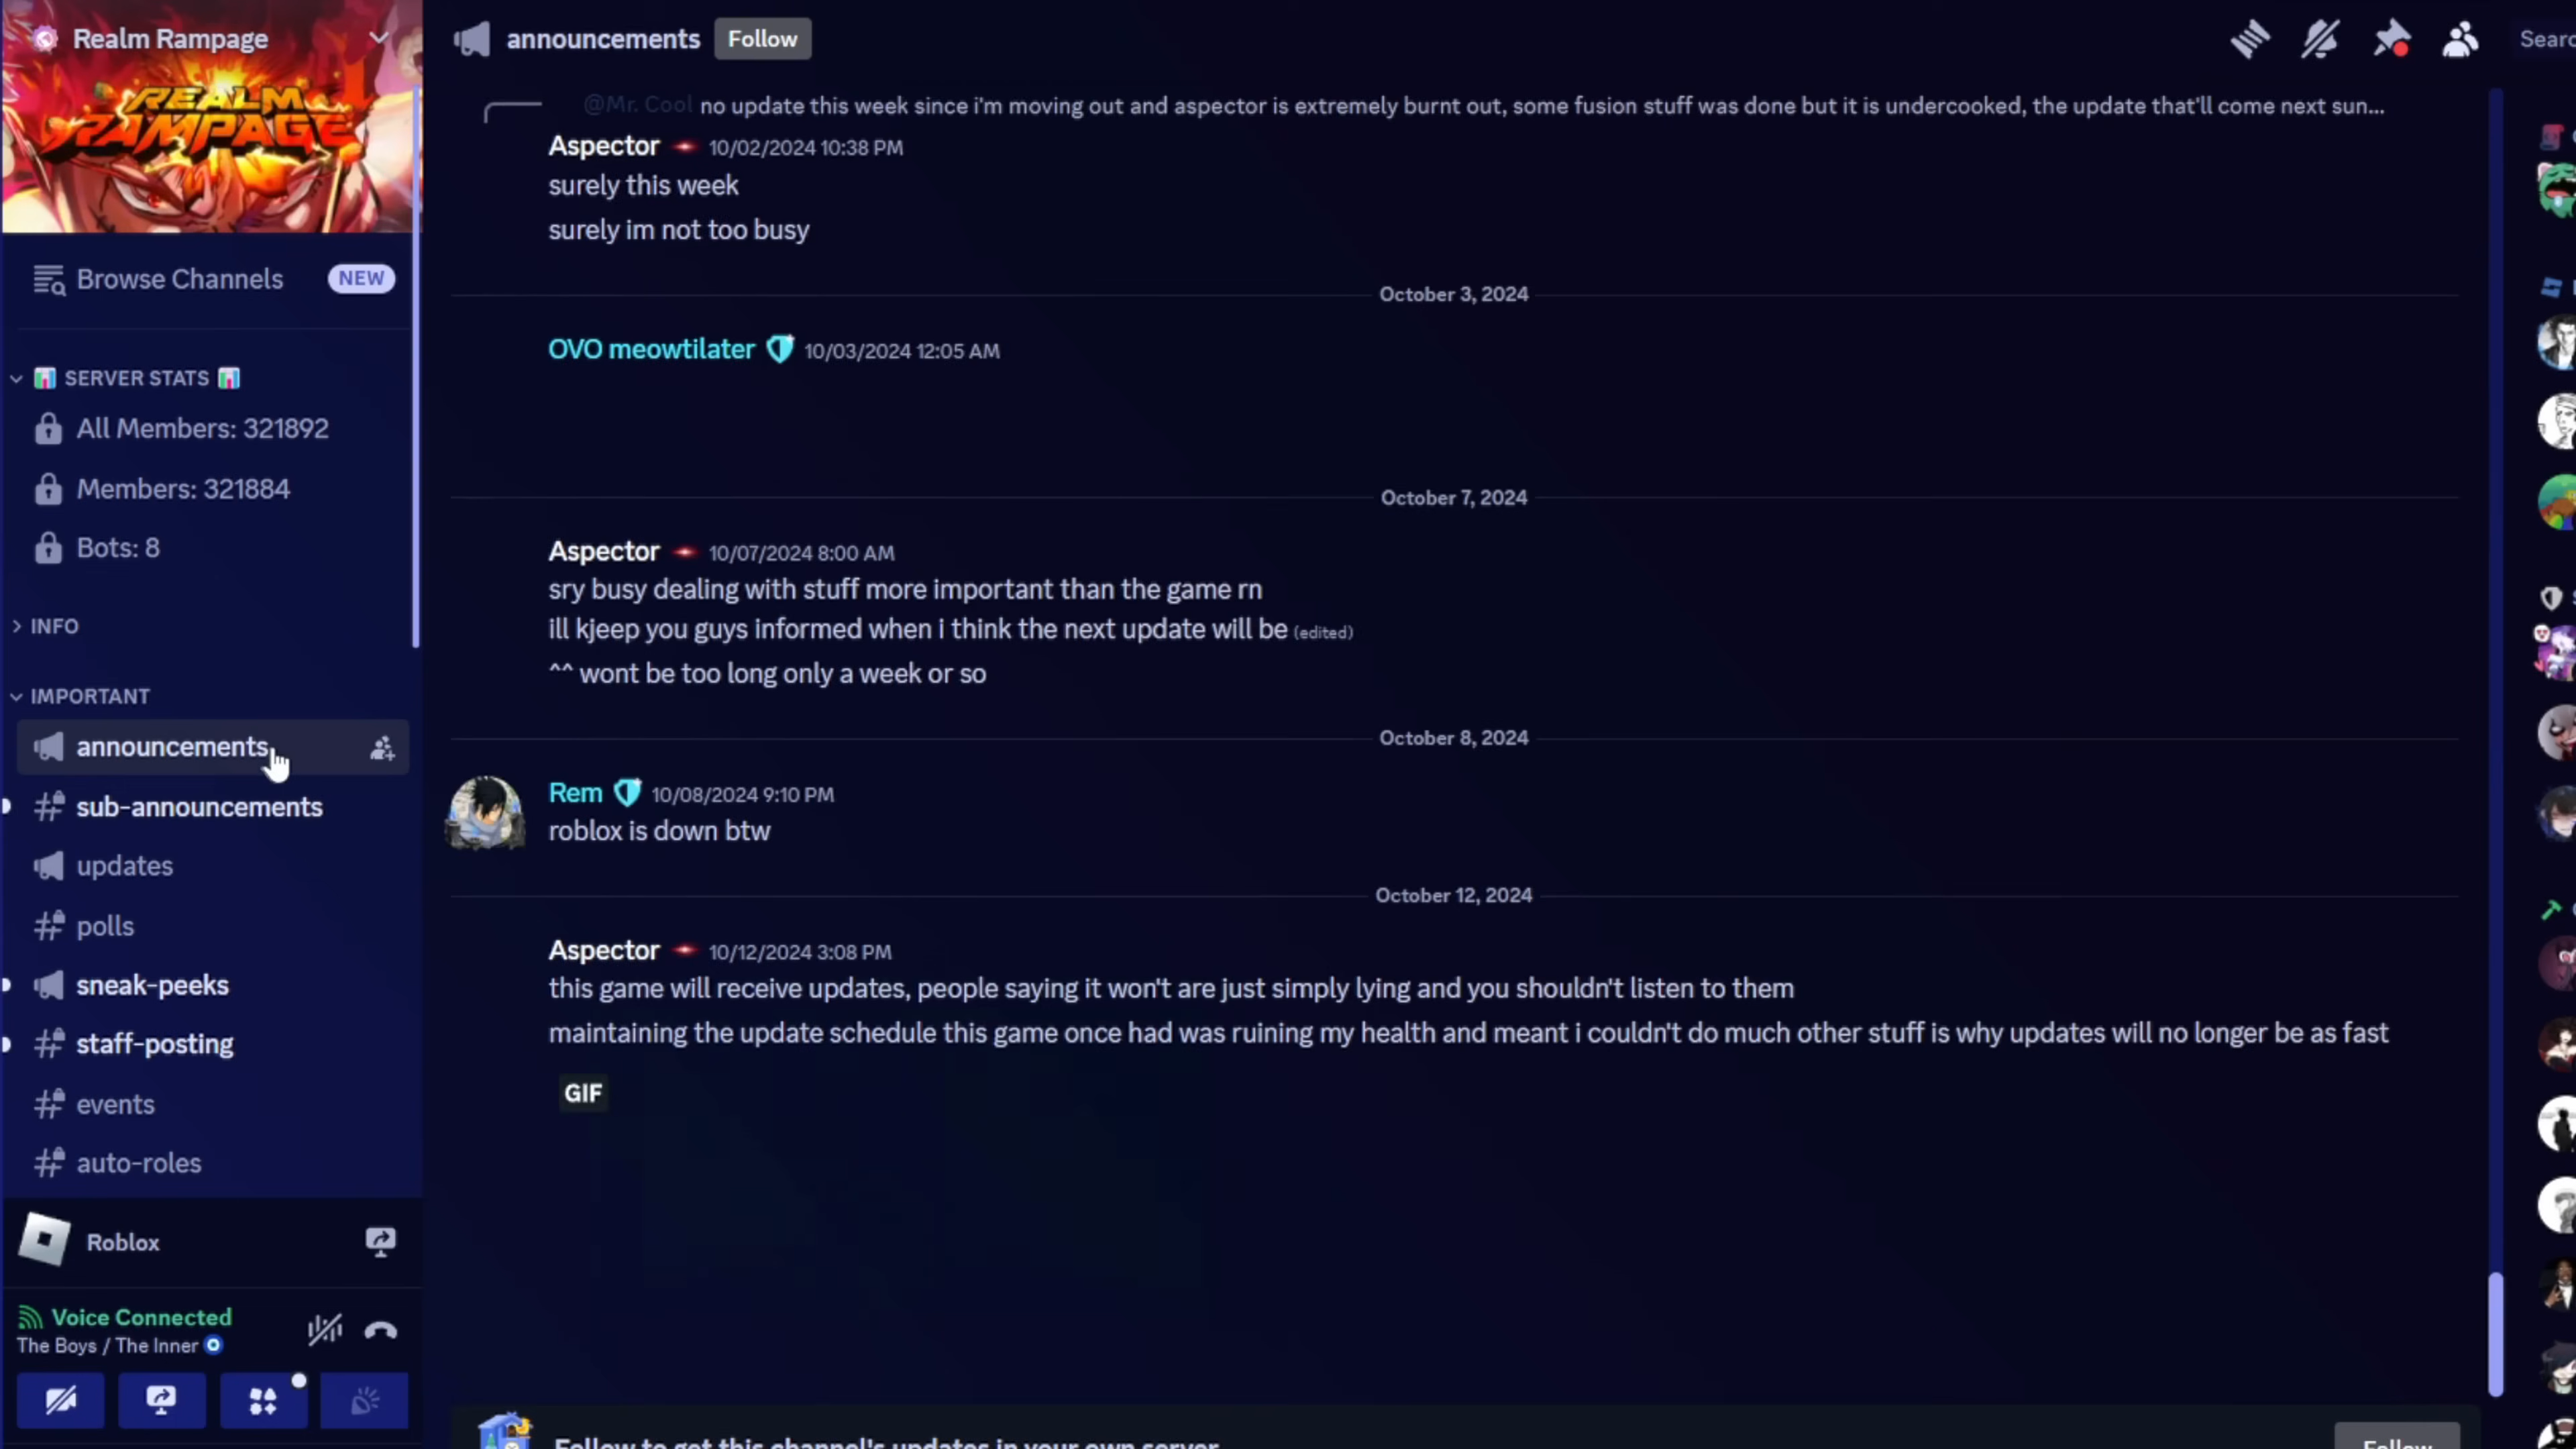 Realm Rampage
REALM
RAMPAGE
Browse Channels
NEW
SERVER STATS
All Members: 321892
Members: 321884
Bots: 8
INFO
IMPORTANT
announcements
sub-announcements
updates
polls
sneak-peeks
staff-posting
events
auto-roles
Roblox
Voice Connected
The Boys / The Inner
announcements
Follow
@Mr. Cool no update this week since i'm moving out and aspector is extremely burnt out, some fusion stuff was done but it is undercooked, the update that'll come next sun...
Aspector 10/02/2024 10:38 PM
surely this week
surely im not too busy
October 3, 2024
OVO meowtilater 10/03/2024 12:05 AM
October 7, 2024
Aspector 10/07/2024 8:00 AM
sry busy dealing with stuff more important than the game rn
ill kjeep you guys informed when i think the next update will be (edited)
^^ wont be too long only a week or so
October 8, 2024
Rem 10/08/2024 9:10 PM
roblox is down btw
October 12, 2024
Aspector 10/12/2024 3:08 PM
this game will receive updates, people saying it won't are just simply lying and you shouldn't listen to them
maintaining the update schedule this game once had was ruining my health and meant i couldn't do much other stuff is why updates will no longer be as fast
GIF
Follow to get this channel's updates in your own server
Follow